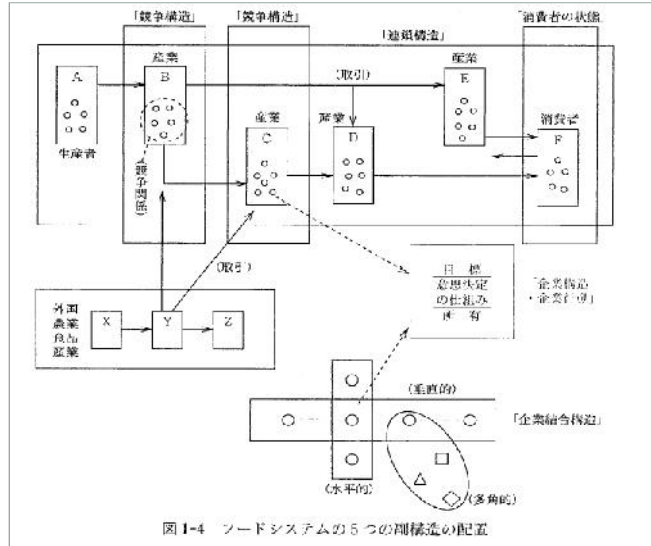 「競争構造」
「競争構造」
「消費者の状態」
「連鎖構造」
産業
産業
A
B
(取引)
E
生産者
産業
産業
消費者
C
D
F
競争関係)
(取引)
目標
意思決定
の仕組み
所有
「企業構造
・企業行動」
外国
農業
食品
産業
X
Y
Z
(垂直的)
「企業結合構造」
(水平的)
(多角的)
図1-4 フードシステムの5つの副構造の配置